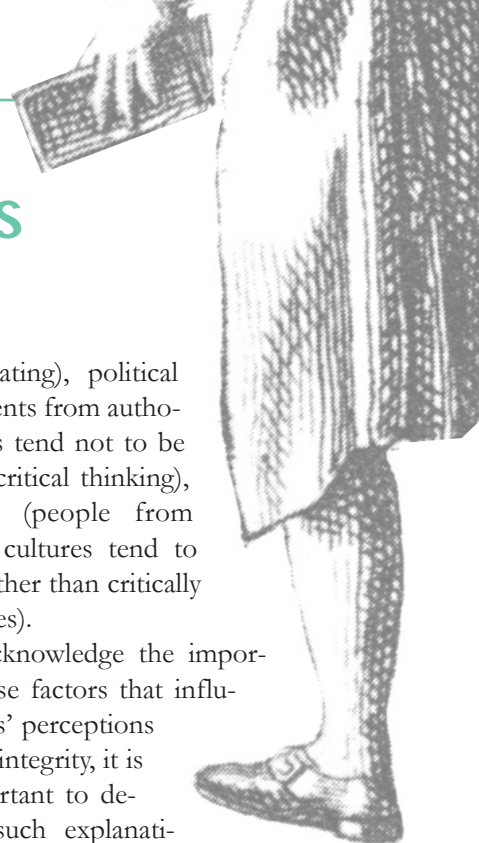 s
ating), political
ents from autho-
s tend not to be
critical thinking),
(people from
cultures tend to
ther than critically
es).
cknowledge the impor-
se factors that influ-
s' perceptions
integrity, it is
rtant to de-
such explanati-